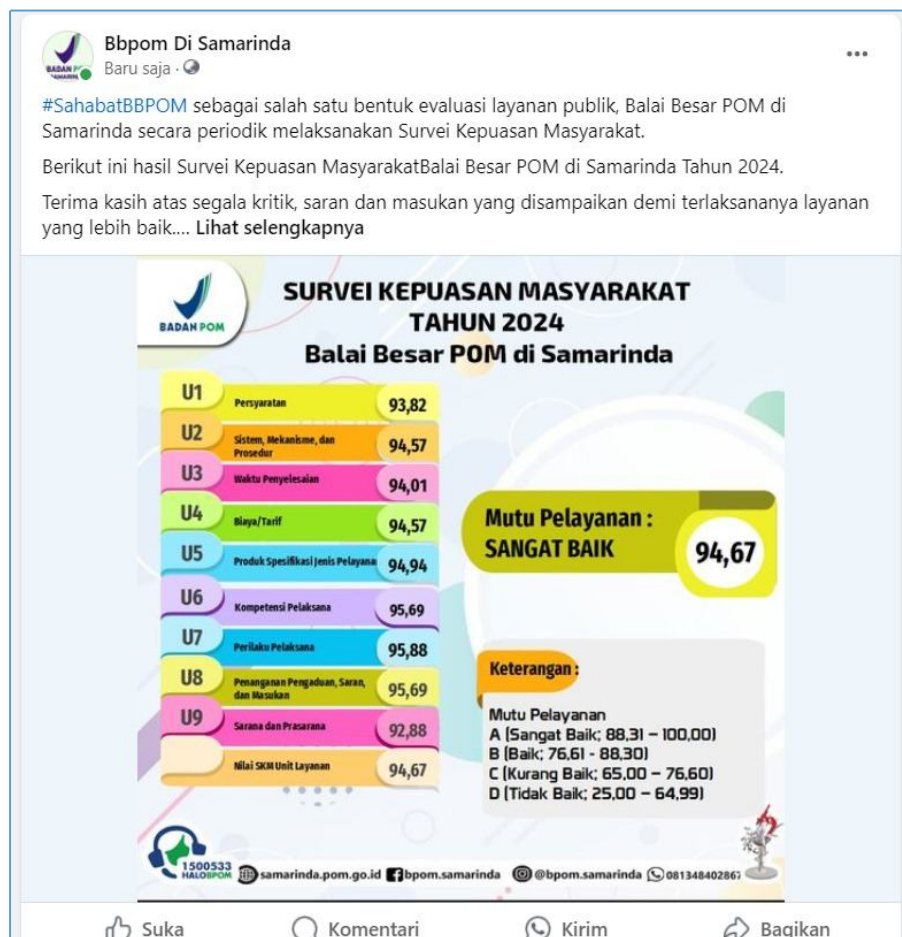 Bbpom Di Samarinda
Baru saja ·
#SahabatBBPOM sebagai salah satu bentuk evaluasi layanan publik, Balai Besar POM di
Samarinda secara periodik melaksanakan Survei Kepuasan Masyarakat.
Berikut ini hasil Survei Kepuasan MasyarakatBalai Besar POM di Samarinda Tahun 2024.
Terima kasih atas segala kritik, saran dan masukan yang disampaikan demi terlaksananya layanan
yang lebih baik.... Lihat selengkapnya
BADAN POM
SURVEI KEPUASAN MASYARAKAT
TAHUN 2024
Balai Besar POM di Samarinda
U1 Persyaratan 93,82
U2 Sistem, Mekanisme, dan
Prosedur 94,57
U3 Waktu Penyelesaian 94,01
U4 Biaya/Tarif 94,57
U5 Produk Spesifikasi Jenis Pelayana 94,94
U6 Kompetensi Pelaksana 95,69
U7 Perilaku Pelaksana 95,88
U8 Penanganan Pengaduan, Saran,
dan Masukan 95,69
U9 Sarana dan Prasarana 92,88
Nilai SKM Unit Layanan 94,67
Mutu Pelayanan :
SANGAT BAIK 94,67
Keterangan :
Mutu Pelayanan
A (Sangat Baik; 88,31 – 100,00)
B (Baik; 76,61 - 88,30)
C (Kurang Baik; 65,00 – 76,60)
D (Tidak Baik; 25,00 – 64,99)
1500533
HALOBPOM
samarinda.pom.go.id bpom.samarinda @bpom.samarinda 081348402867
Suka Komentari Kirim Bagikan